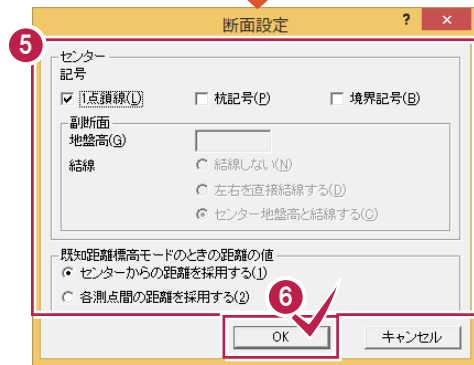 断面設定
? ×
5
センター
記号
1点鎖線(L) 杭記号(P) 境界記号(B)
副断面
地盤高(G)
結線 結線しない(N)
左右を直接結線する(D)
センター地盤高と結線する(C)
既知距離標高モードのときの距離の値
センターからの距離を採用する(1)
各測点間の距離を採用する(2)
6
OK キャンセル